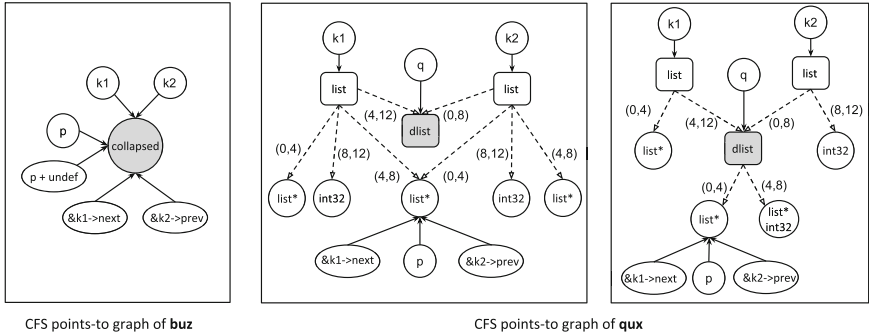 k1
k2
p
collapsed
p + undef
&k1->next
&k2->prev
k1
k2
q
list
list
(4,12)
(0,8)
dlist
(0,4)
(8,12)
(4,8)
(0,4)
(8,12)
(4,8)
list*
int32
list*
int32
list*
&k1->next
p
&k2->prev
k1
k2
list
q
list
(0,4)
(4,12)
(0,8)
(8,12)
list*
dlist
int32
(0,4)
(4,8)
list*
list*
int32
&k1->next
p
&k2->prev
CFS points-to graph of buz
CFS points-to graph of qux